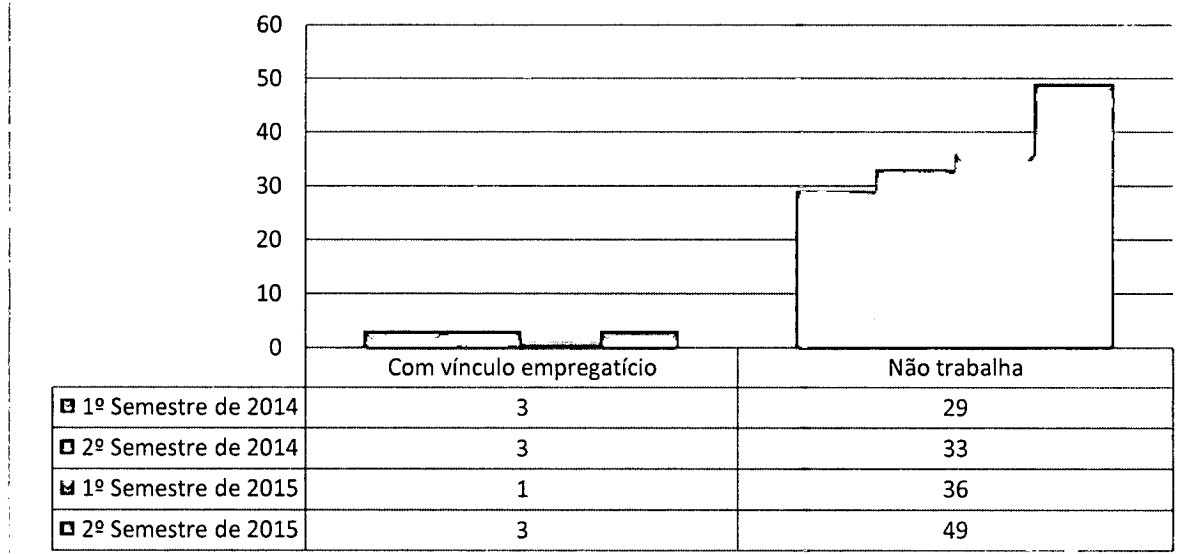 60
50
40
30
20
10
0
Com vínculo empregatício Não trabalha
1º Semestre de 2014 3 29
2º Semestre de 2014 3 33
1º Semestre de 2015 1 36
2º Semestre de 2015 3 49